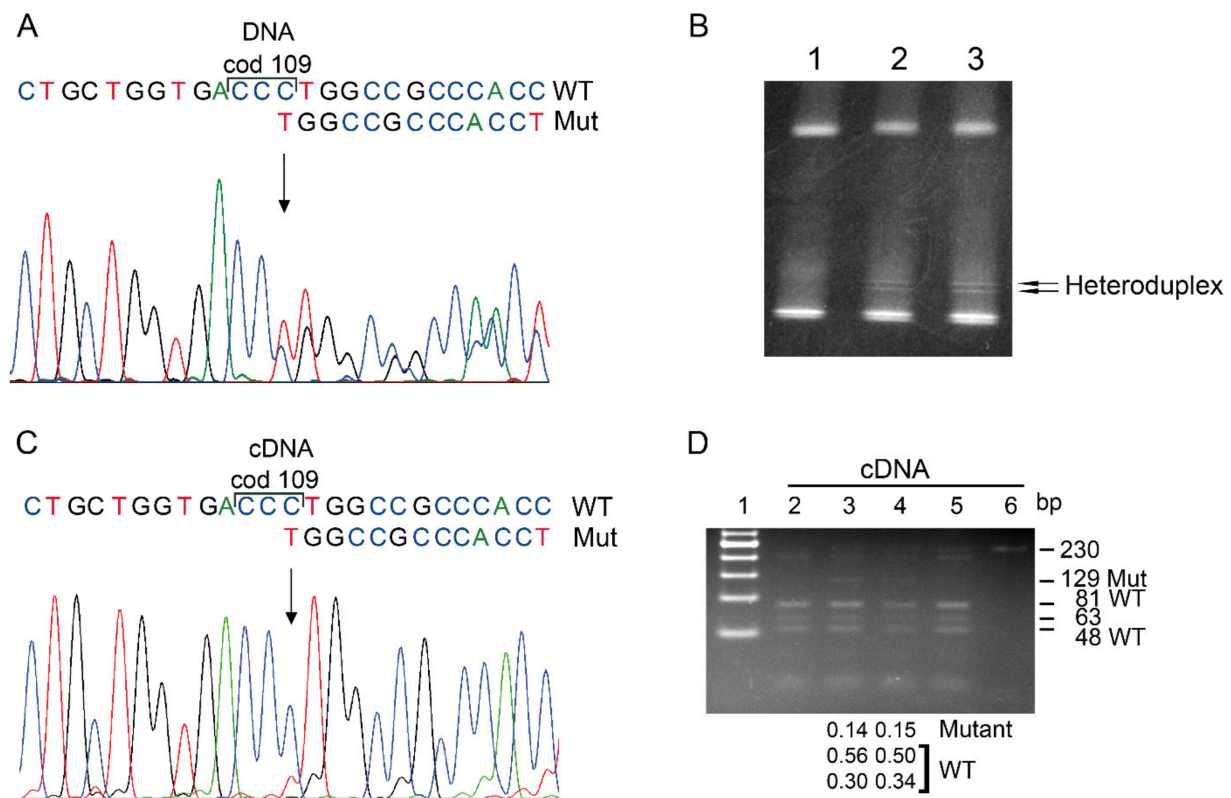 A
DNA
cod 109
CTGCTGGTGACCCTGGCCGCCCACC WT
TGGCCGCCCACCT Mut
B
1 2 3
Heteroduplex
C
cDNA
cod 109
CTGCTGGTGACCCTGGCCGCCCACC WT
TGGCCGCCCACCT Mut
D
cDNA
1 2 3 4 5 6 bp
230
129 Mut
81 WT
63
48 WT
0.14 0.15 Mutant
0.56 0.50
0.30 0.34
WT